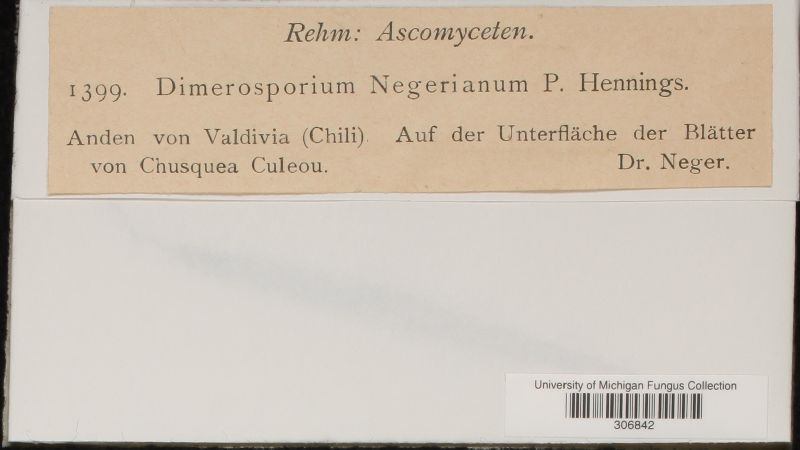 Rehm: Ascomyceten.
1399. Dimerosporium Negerianum P. Hennings.
Anden von Valdivia (Chili) Auf der Unterfläche der Blätter
von Chusquea Culeou. Dr. Neger.
University of Michigan Fungus Collection
306842